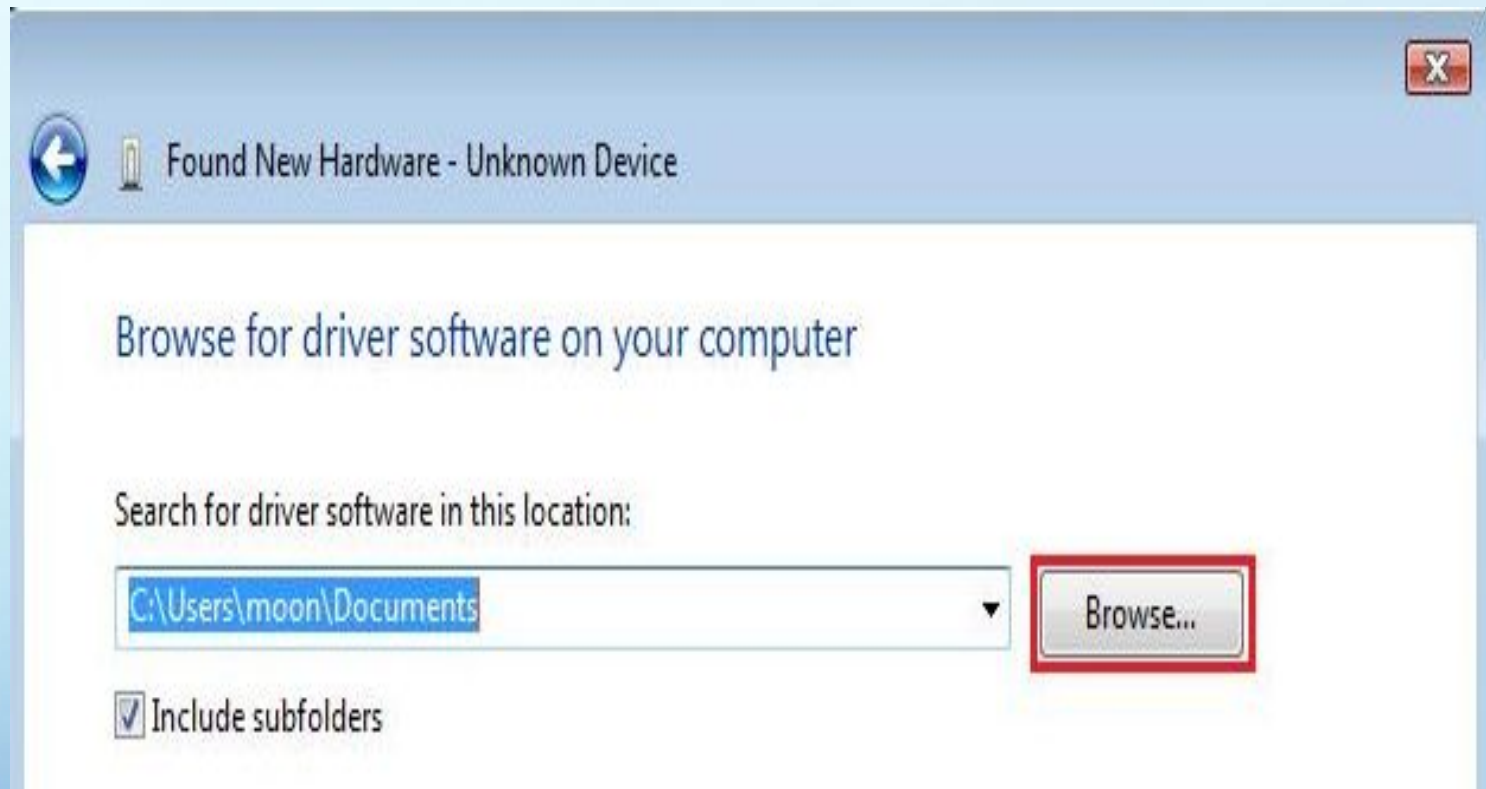 Found New Hardware - Unknown Device
Browse for driver software on your computer
Search for driver software in this location:
C:\Users\moon\Documents
Browse...
Include subfolders